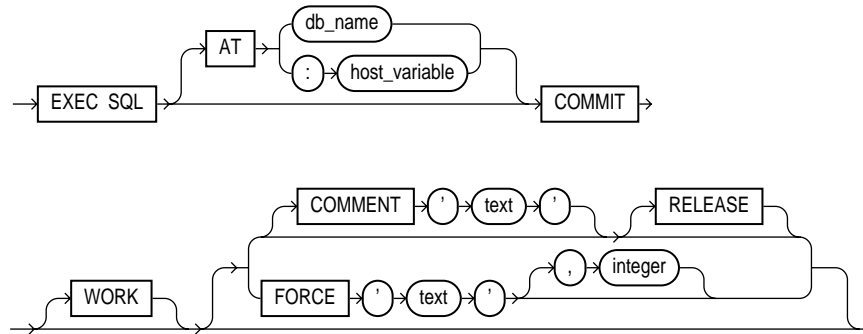 db_name
AT
: host_variable
EXEC SQL COMMIT
COMMENT ' text ' RELEASE
, integer
WORK FORCE ' text '